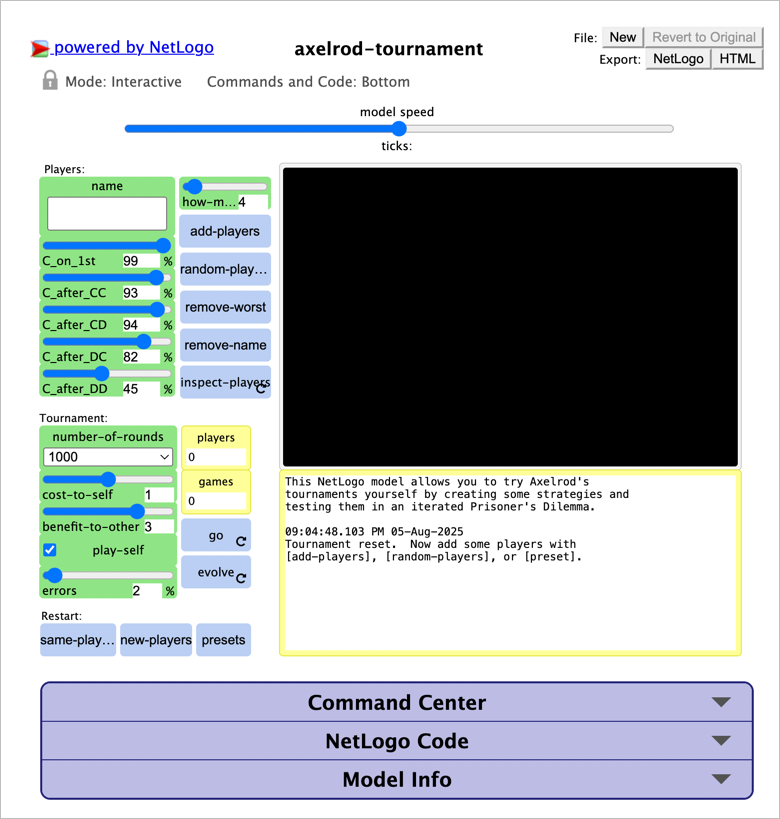 powered by NetLogo
axelrod-tournament
File: New Revert to Original
Export: NetLogo HTML
Mode: Interactive Commands and Code: Bottom
model speed
ticks:
Players:
name
C_on_1st 99 %
C_after_CC 93 %
C_after_CD 94 %
C_after_DC 82 %
C_after_DD 45 %
how-m... 4
add-players
random-play...
remove-worst
remove-name
inspect-players
Tournament:
number-of-rounds
1000
cost-to-self 1
benefit-to-other 3
play-self
errors 2 %
players
0
games
0
go
evolve
Restart:
same-play... new-players presets
This NetLogo model allows you to try Axelrod's
tournaments yourself by creating some strategies and
testing them in an iterated Prisoner's Dilemma.
09:04:48.103 PM 05-Aug-2025
Tournament reset.  Now add some players with
[add-players], [random-players], or [preset].
Command Center
NetLogo Code
Model Info